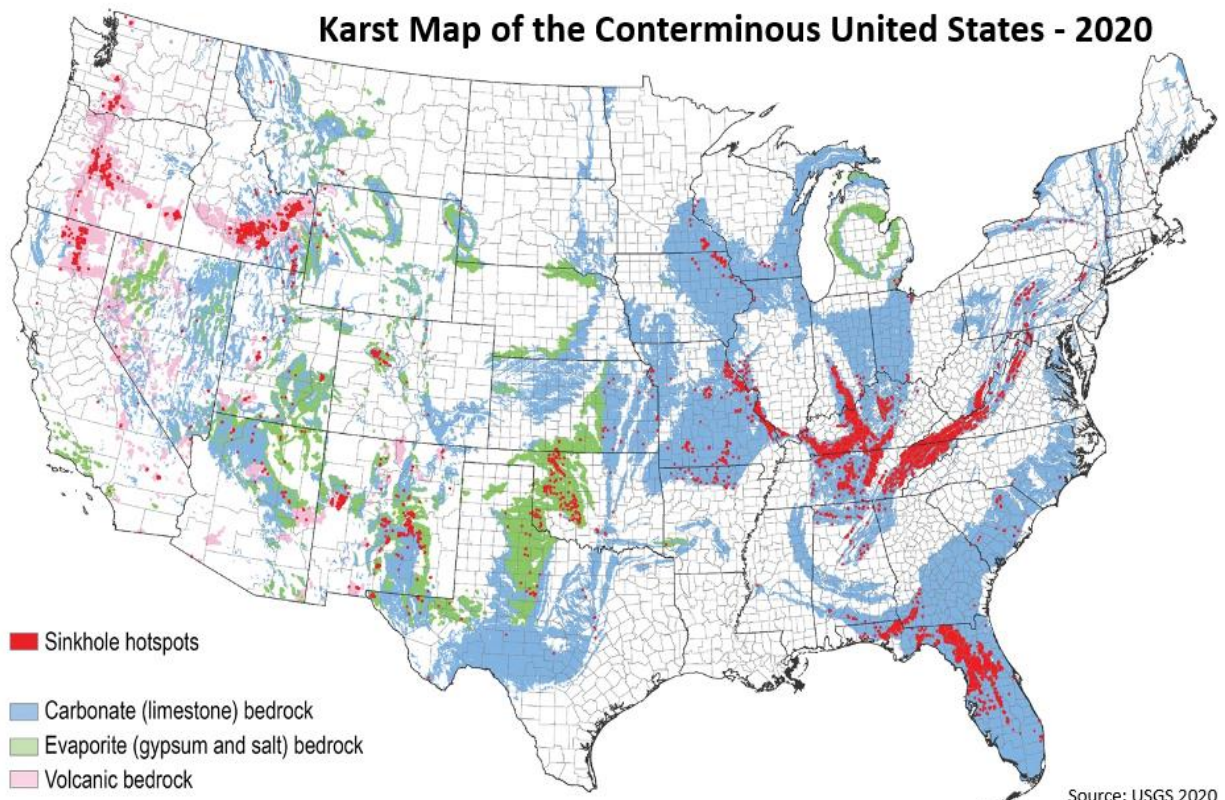 Karst Map of the Conterminous United States - 2020
Sinkhole hotspots
Carbonate (limestone) bedrock
Evaporite (gypsum and salt) bedrock
Volcanic bedrock
Source: USGS 2020